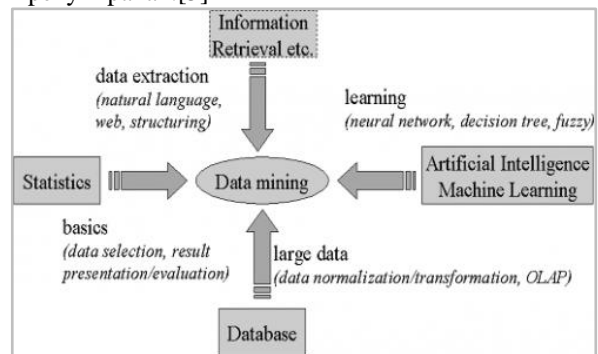 Information
Retrieval etc.
data extraction
(natural language,
web, structuring)
learning
(neural network, decision tree, fuzzy)
Statistics
Data mining
Artificial Intelligence
Machine Learning
basics
(data selection, result
presentation/evaluation)
large data
(data normalization/transformation, OLAP)
Database